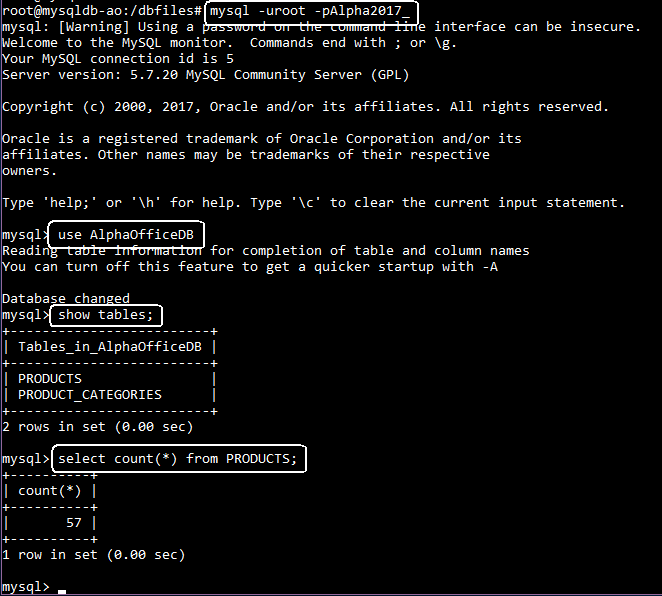 root@mysqldb-ao:/dbfiles# mysql -uroot -pAlpha2017_
mysql: [Warning] Using a password on the command line interface can be insecure.
Welcome to the MySQL monitor.  Commands end with ; or \g.
Your MySQL connection id is 5
Server version: 5.7.20 MySQL Community Server (GPL)

Copyright (c) 2000, 2017, Oracle and/or its affiliates. All rights reserved.

Oracle is a registered trademark of Oracle Corporation and/or its
affiliates. Other names may be trademarks of their respective
owners.

Type 'help;' or '\h' for help. Type '\c' to clear the current input statement.

mysql> use AlphaOfficeDB
Reading table information for completion of table and column names
You can turn off this feature to get a quicker startup with -A

Database changed
mysql> show tables;
+-------------------------+
| Tables_in_AlphaOfficeDB |
+-------------------------+
| PRODUCTS                |
| PRODUCT_CATEGORIES      |
+-------------------------+
2 rows in set (0.00 sec)

mysql> select count(*) from PRODUCTS;
+----------+
| count(*) |
+----------+
|       57 |
+----------+
1 row in set (0.00 sec)

mysql> _